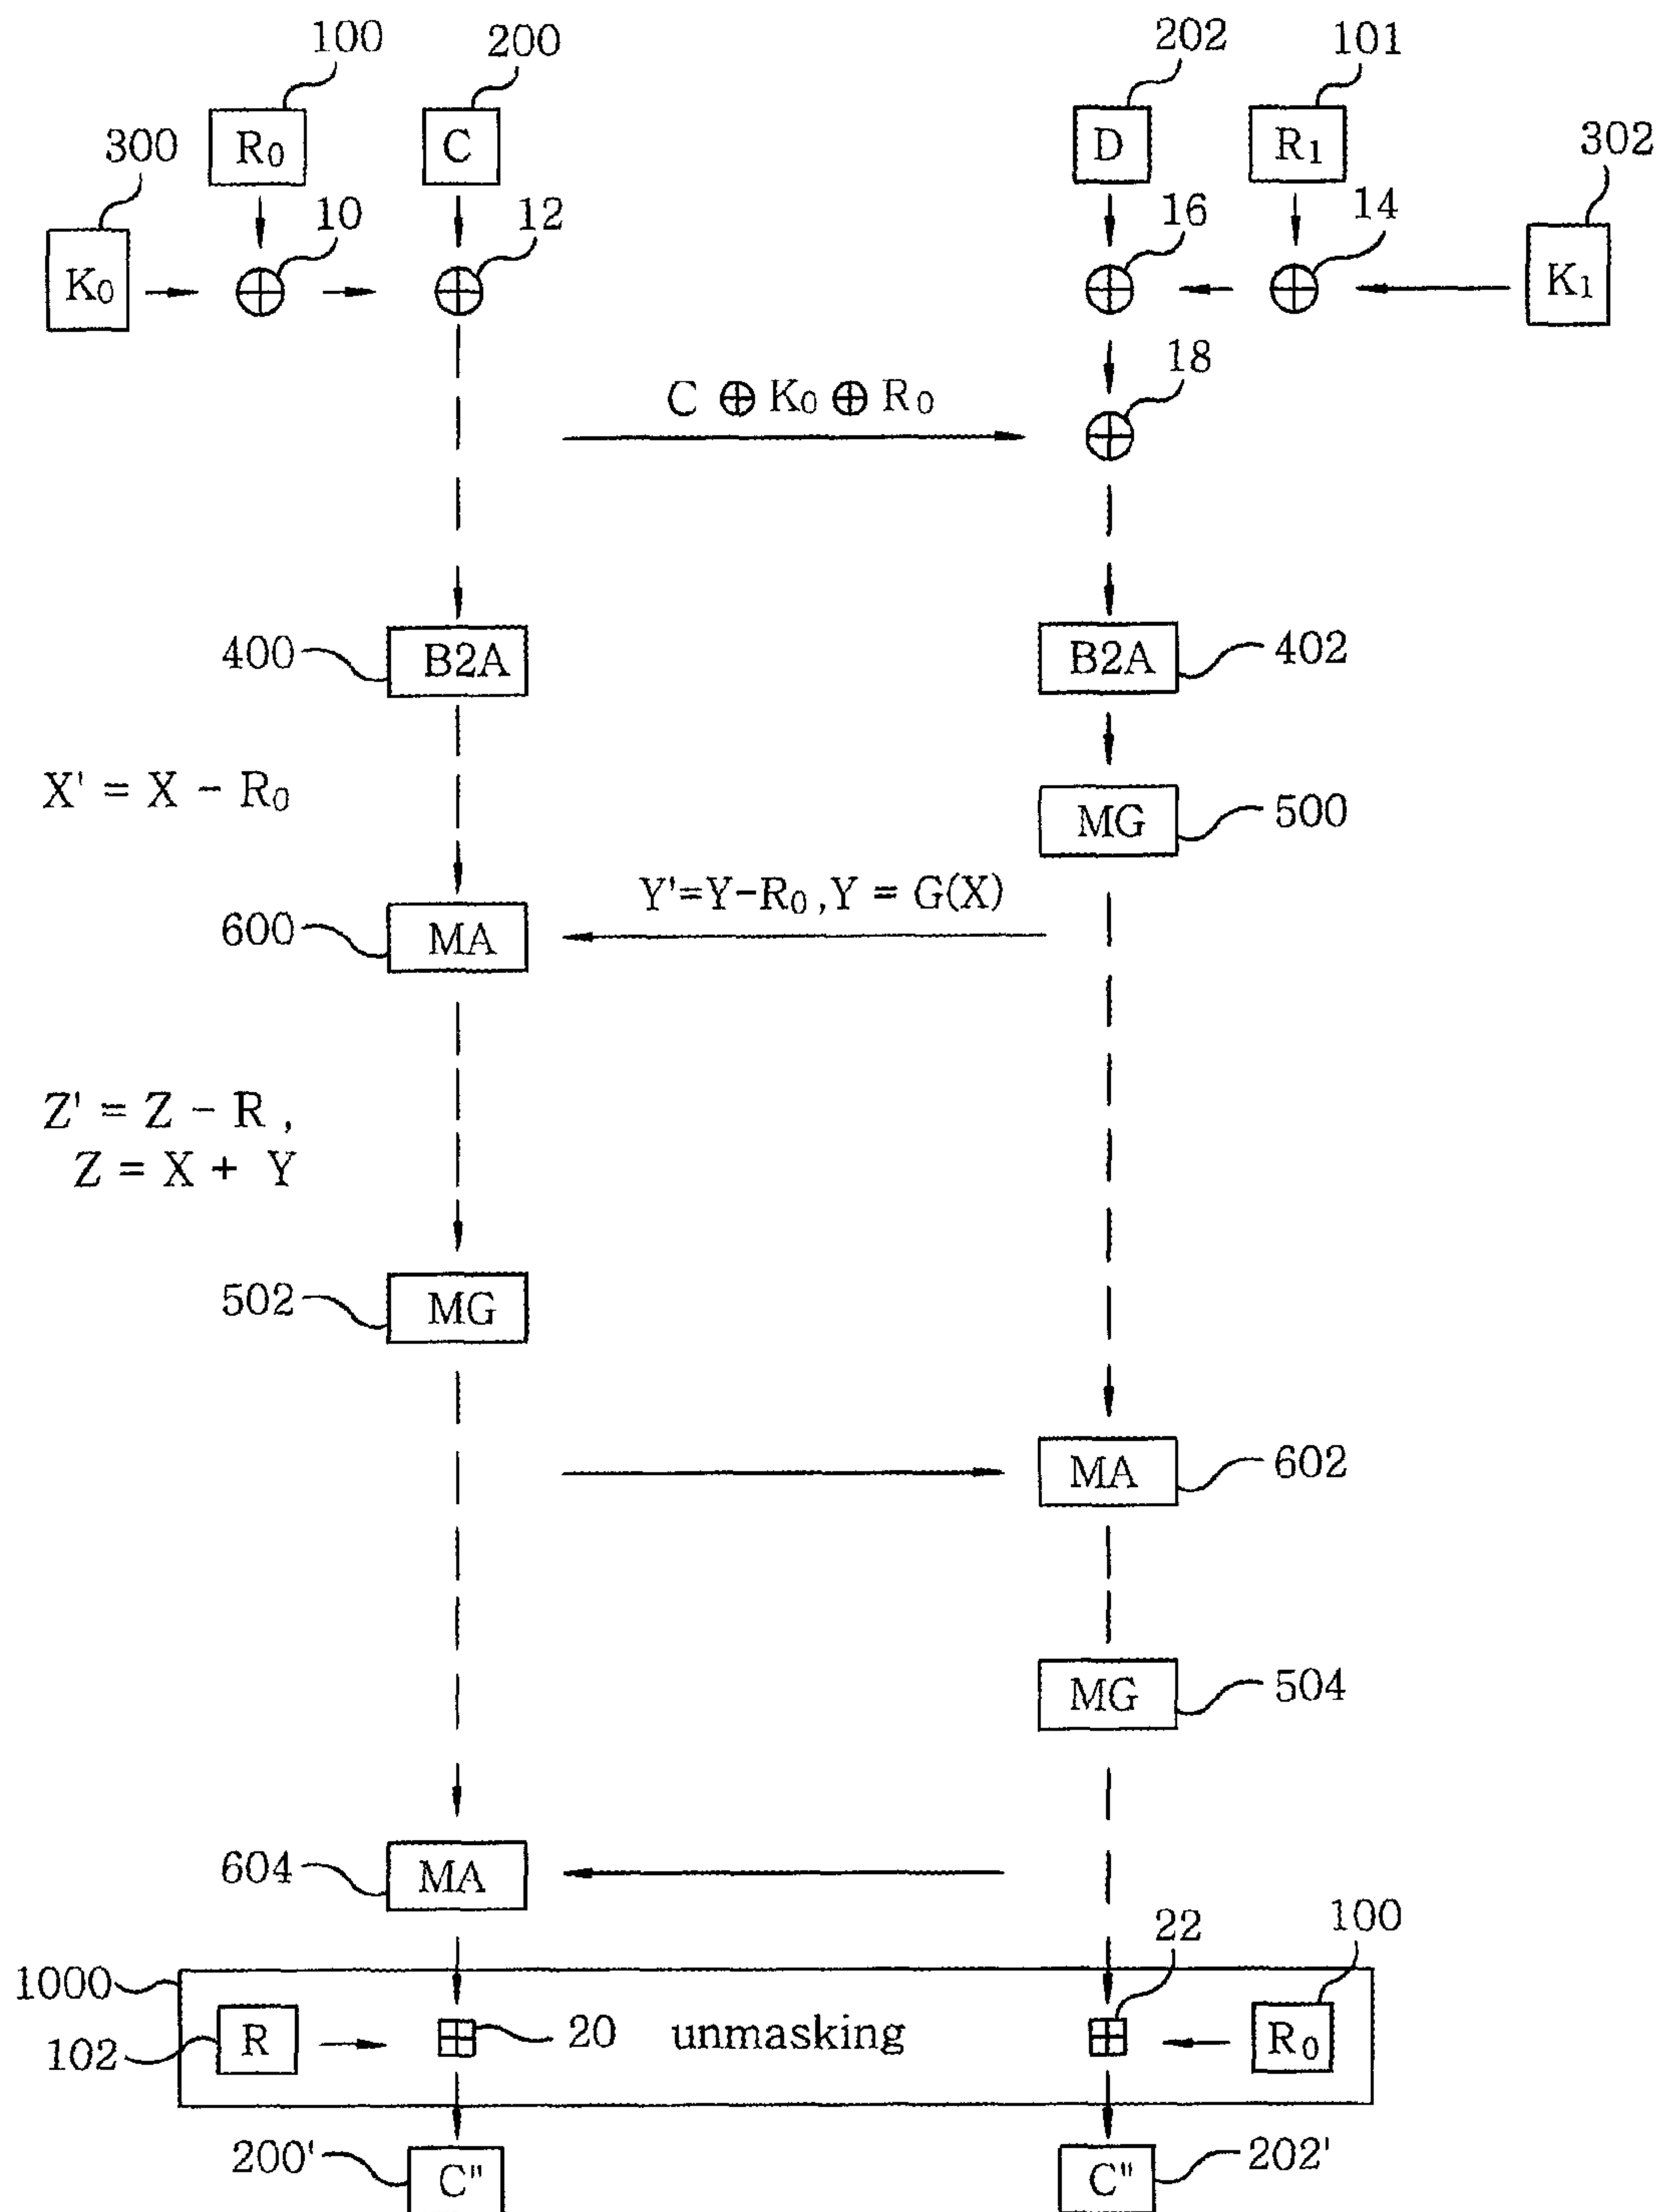 100 200 202 101
300 R0 C D R1 302
10 12 16 14
K0 K1
18
C ⊕ K0 ⊕ R0
400 B2A B2A 402
X' = X - R0
MG 500
Y'=Y-R0 ,Y = G(X)
600 MA
Z' = Z - R ,
Z = X + Y
502 MG
MA 602
MG 504
604 MA
22 100
1000
102 R 20 unmasking R0
200' C" C" 202'